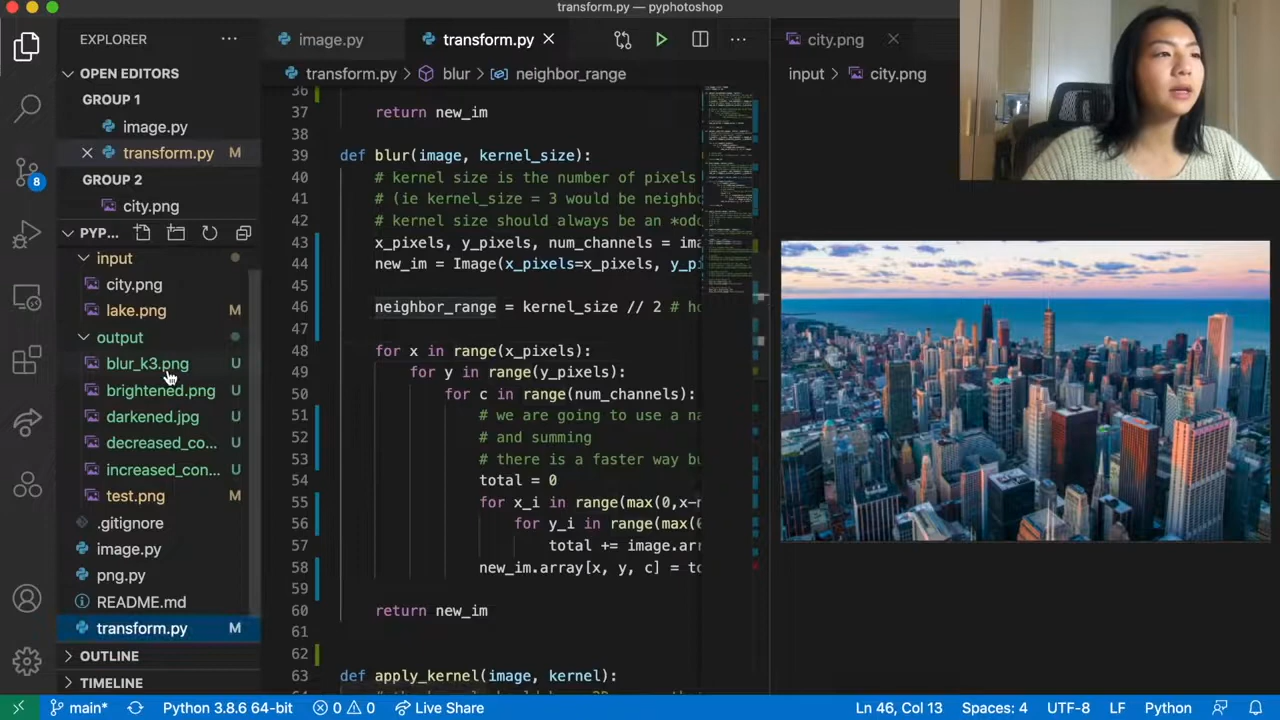 transform.py — pyphotoshop
EXPLORER
OPEN EDITORS
GROUP 1
image.py
transform.py M
GROUP 2
city.png
PYP...
input
city.png
lake.png M
output
blur_k3.png U
brightened.png U
darkened.jpg U
decreased_co... U
increased_con... U
test.png M
.gitignore
image.py
png.py
README.md
transform.py M
OUTLINE
TIMELINE
8
image.py transform.py
transform.py > blur > neighbor_range
36
37 return new_im
38
39 def blur(image, kernel_size):
40 # kernel size is the number of pixels
41 # (ie kernel_size = 3 would be neighb
42 # kernel size should always be an *od
43 x_pixels, y_pixels, num_channels = ima
44 new_im = Image(x_pixels=x_pixels, y_pi
45
46 neighbor_range = kernel_size // 2 # ho
47
48 for x in range(x_pixels):
49 for y in range(y_pixels):
50 for c in range(num_channels):
51 # we are going to use a na
52 # and summing
53 # there is a faster way bu
54 total = 0
55 for x_i in range(max(0,x-n
56 for y_i in range(max(0
57 total += image.arr
58 new_im.array[x, y, c] = to
59
60 return new_im
61
62
63 def apply_kernel(image, kernel):
city.png
input > city.png
main* Python 3.8.6 64-bit 0 0 Live Share Ln 46, Col 13 Spaces: 4 UTF-8 LF Python